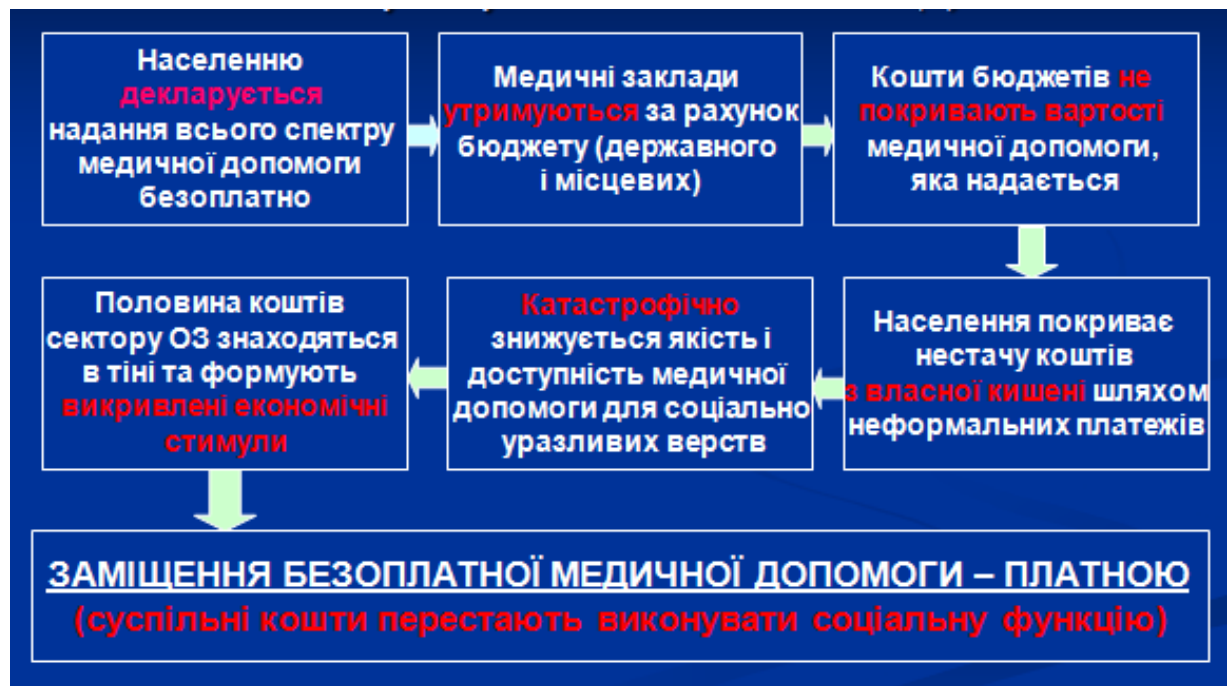 Населенню
декларується
надання всього спектру
медичної допомоги
безоплатно
Медичні заклади
утримуються за рахунок
бюджету (державного
і місцевих)
Кошти бюджетів не
покривають вартості
медичної допомоги,
яка надається
Населення покриває
нестачу коштів
з власної кишені шляхом
неформальних платежів
Катастрофічно
знижується якість і
доступність медичної
допомоги для соціально
уразливих верств
Половина коштів
сектору ОЗ знаходяться
в тіні та формують
викривлені економічні
стимули
ЗАМІЩЕННЯ БЕЗОПЛАТНОЇ МЕДИЧНОЇ ДОПОМОГИ – ПЛАТНОЮ
(суспільні кошти перестають виконувати соціальну функцію)